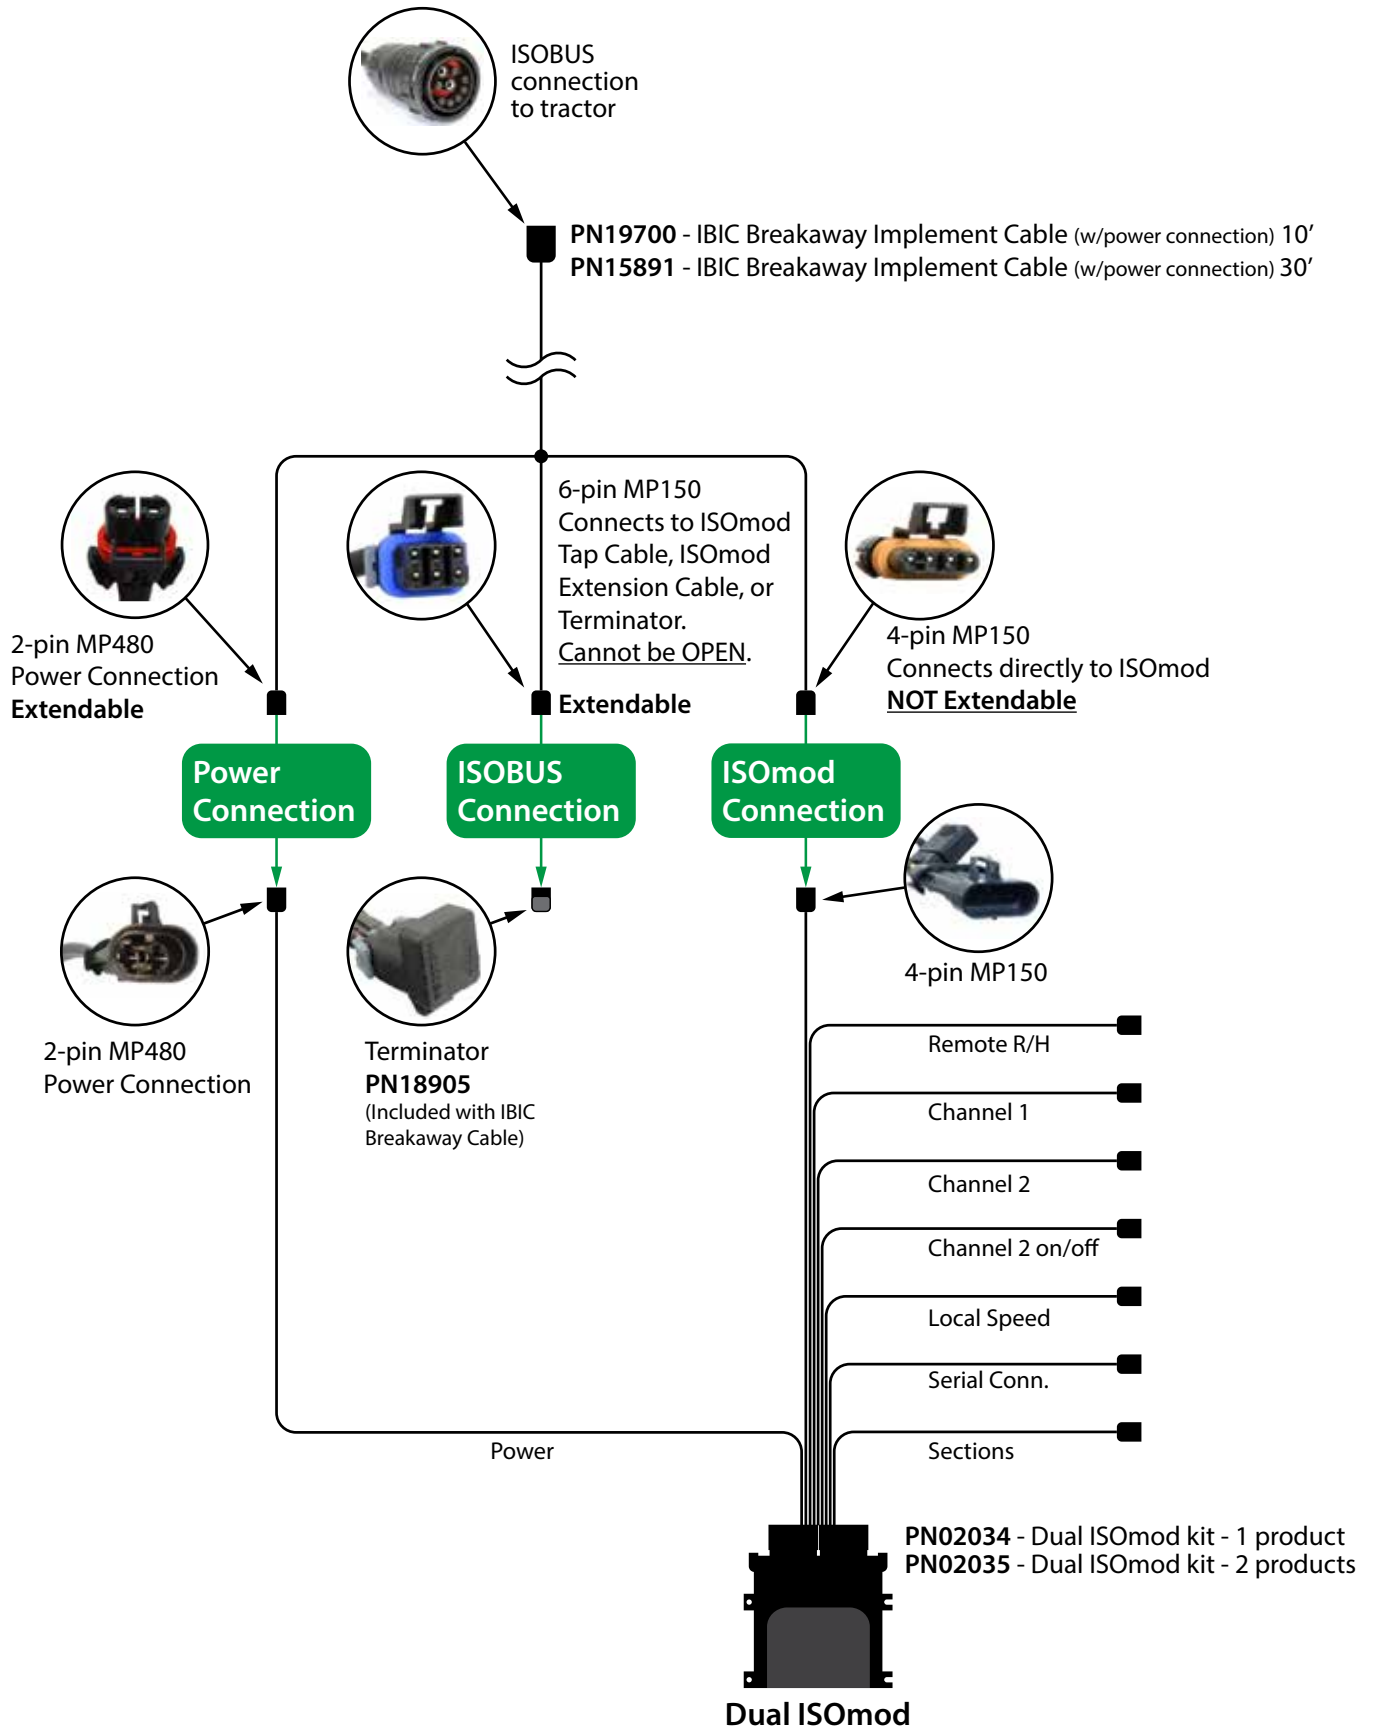 ISOBUS
connection
to tractor
PN19700 - IBIC Breakaway Implement Cable (w/power connection) 10’
PN15891 - IBIC Breakaway Implement Cable (w/power connection) 30’
6-pin MP150
Connects to ISOmod
Tap Cable, ISOmod
Extension Cable, or
Terminator.
Cannot be OPEN.
2-pin MP480
Power Connection
Extendable
Extendable
4-pin MP150
Connects directly to ISOmod
NOT Extendable
Power
Connection
ISOBUS
Connection
ISOmod
Connection
4-pin MP150
2-pin MP480
Power Connection
Terminator
PN18905
(Included with IBIC
Breakaway Cable)
Remote R/H
Channel 1
Channel 2
Channel 2 on/off
Local Speed
Serial Conn.
Sections
Power
PN02034 - Dual ISOmod kit - 1 product
PN02035 - Dual ISOmod kit - 2 products
Dual ISOmod